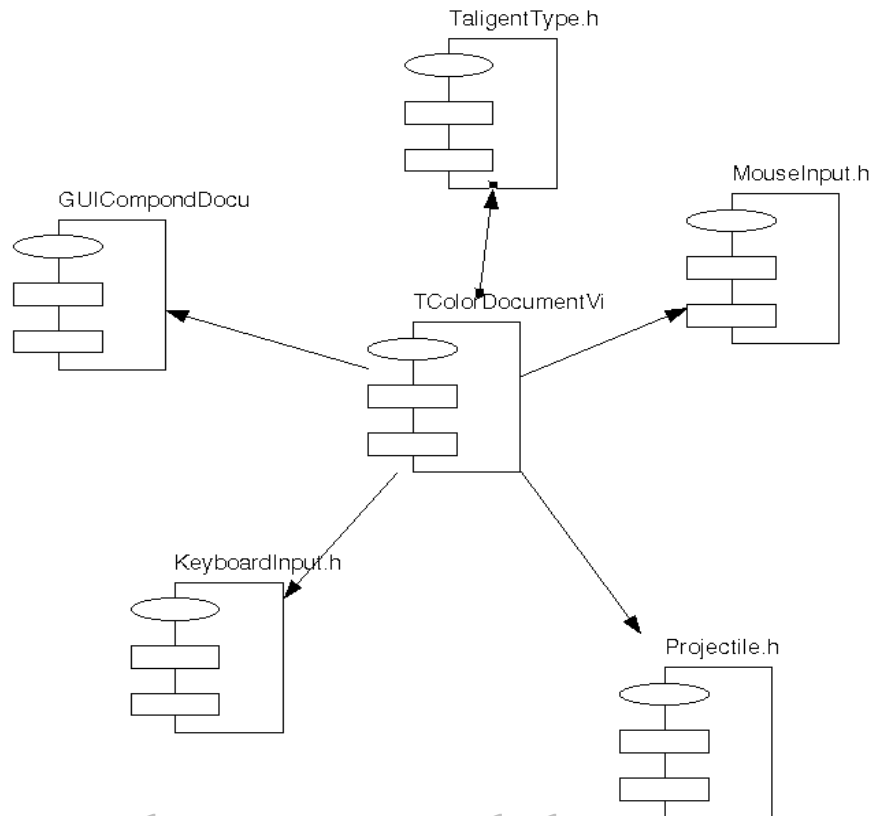 TaligentType.h
MouseInput.h
GUICompondDocu
TColorDocumentVi
KeyboardInput.h
Projectile.h